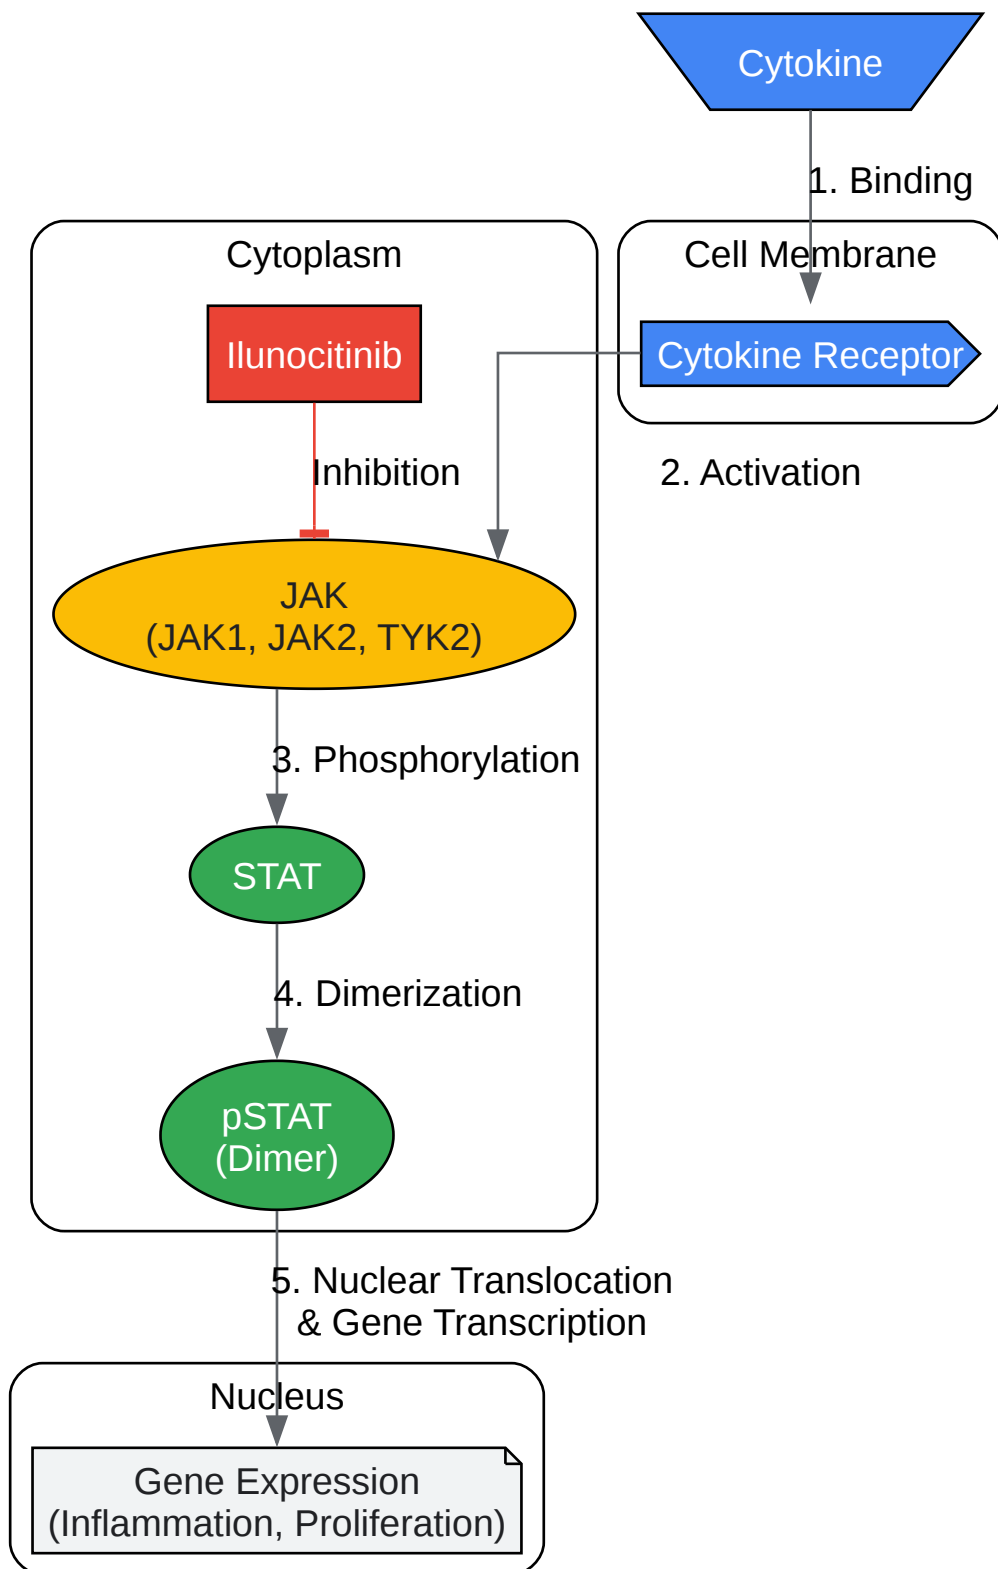 Cytokine
1. Binding
Cytoplasm
Cell Membrane
Ilunocitinib
Cytokine Receptor
Inhibition
2. Activation
JAK
(JAK1, JAK2, TYK2)
3. Phosphorylation
STAT
4. Dimerization
pSTAT
(Dimer)
5. Nuclear Translocation
& Gene Transcription
Nucleus
Gene Expression
(Inflammation, Proliferation)